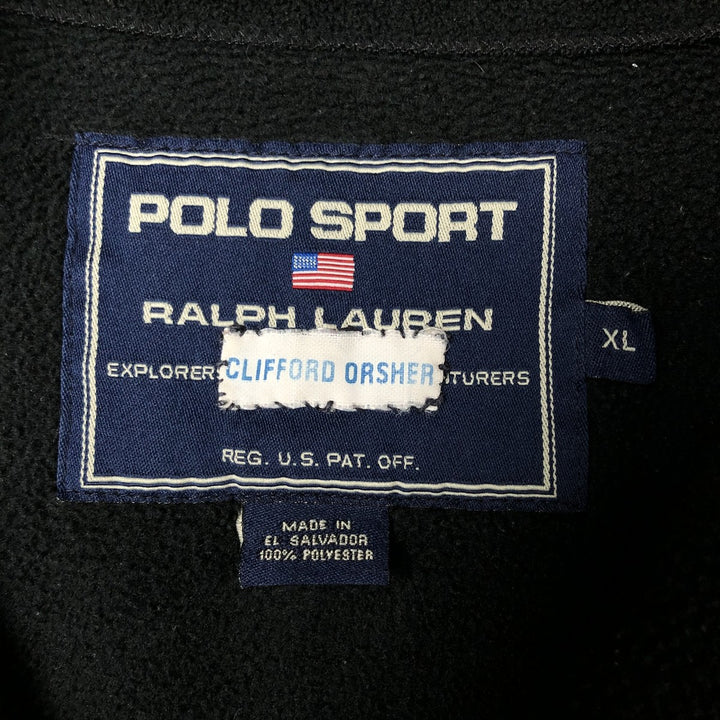 POLO SPORT
RALPH LAUREN
EXPLORERS CLIFFORD ORSHER TURERS
REG. U.S. PAT. OFF.
XL
MADE IN
EL SALVADOR
100% POLYESTER